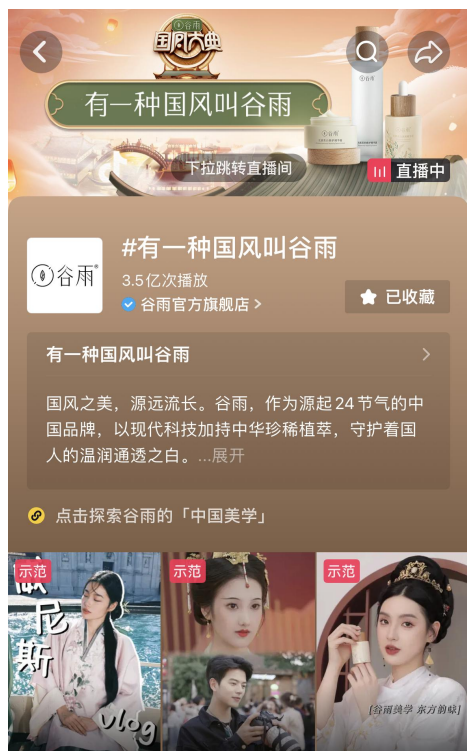 谷雨
国风大典
有一种国风叫谷雨
谷雨
下拉跳转直播间
直播中
谷雨®
#有一种国风叫谷雨
3.5亿次播放
谷雨官方旗舰店 >
已收藏
有一种国风叫谷雨 >
国风之美，源远流长。谷雨，作为源起24节气的中
国品牌，以现代科技加持中华珍稀植萃，守护着国
人的温润通透之白。...展开
点击探索谷雨的「中国美学」
示范
威尼斯
vlog
示范
示范
[谷雨纯学 东方韵味]